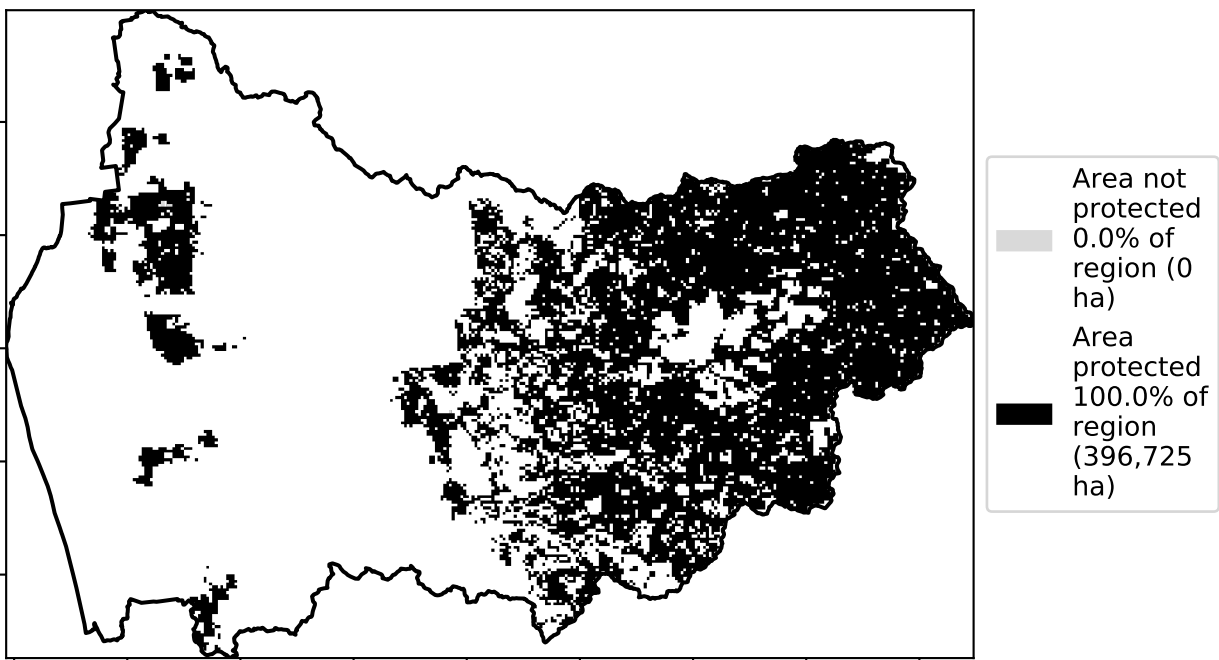 Area not
protected
0.0% of
region (0
ha)
Area
protected
100.0% of
region
(396,725
ha)